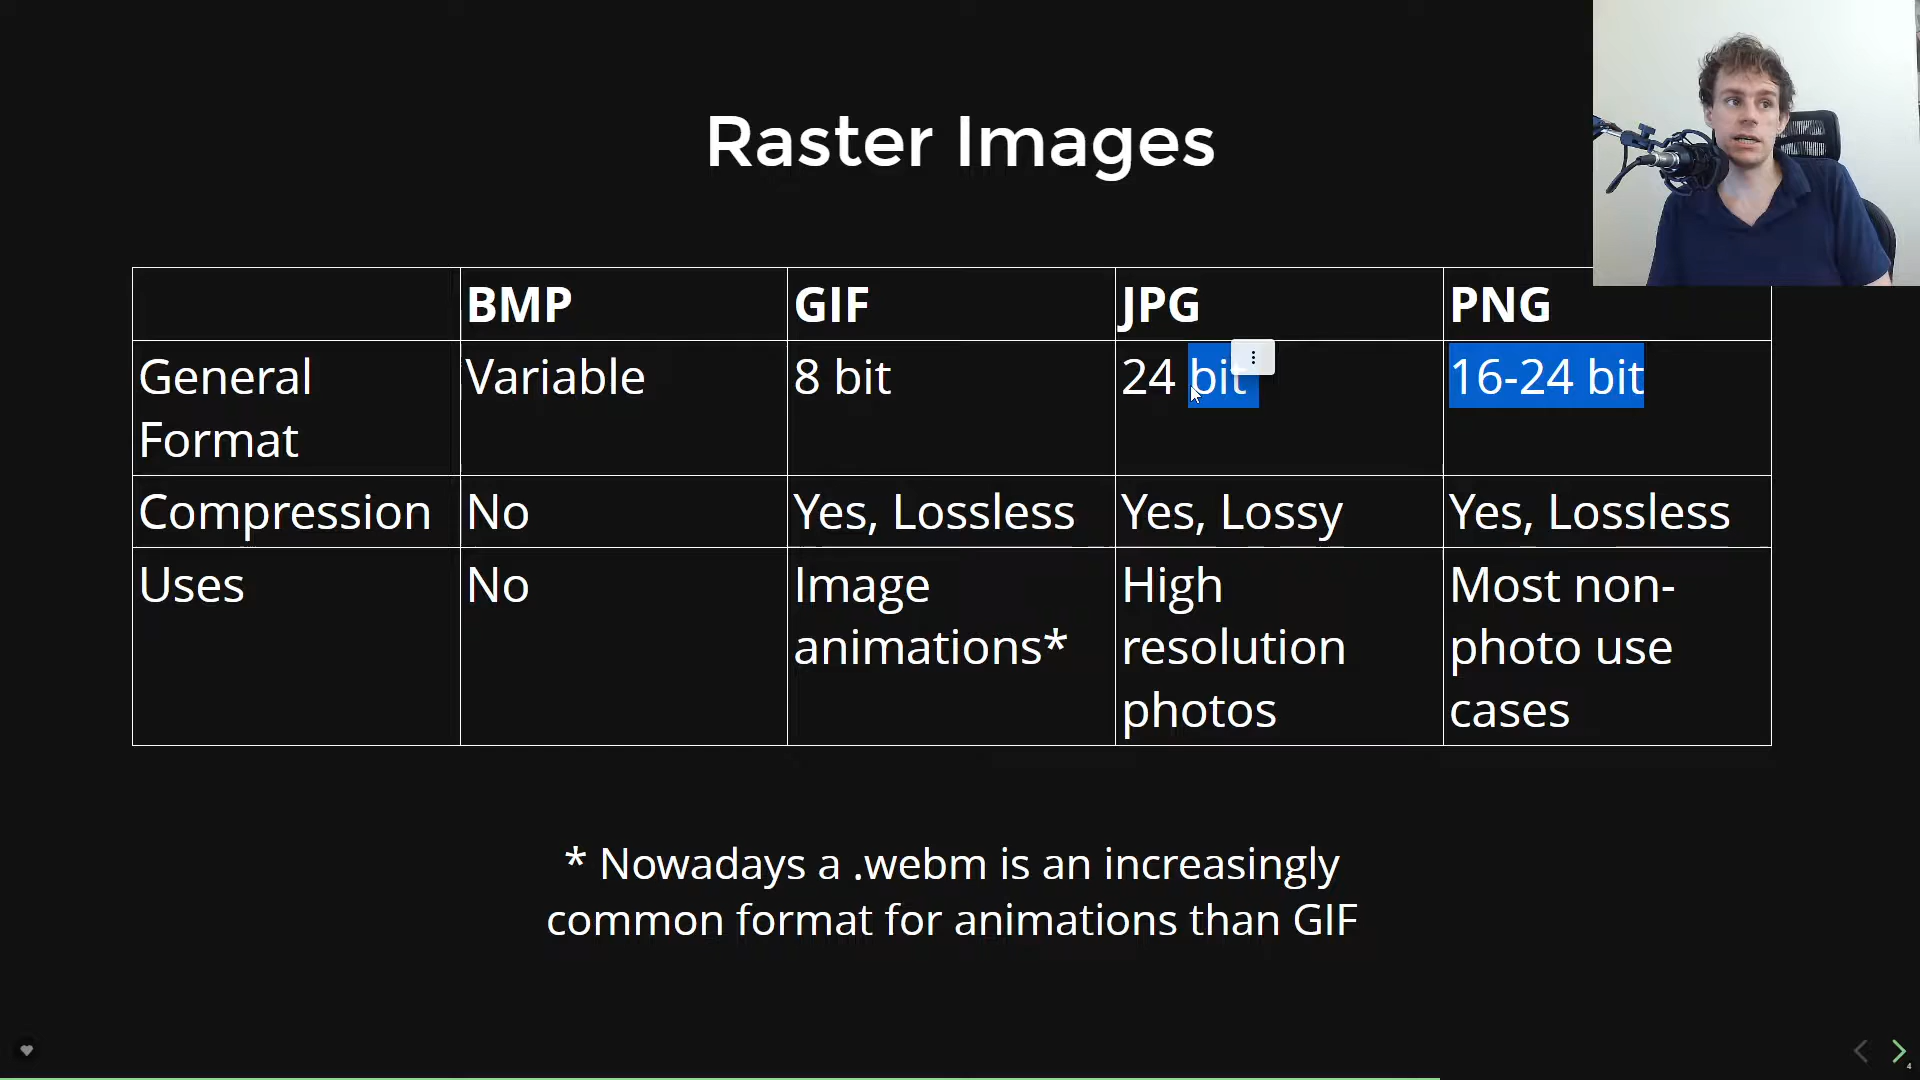 Raster Images
BMP
GIF
JPG
PNG
General
Format
Variable
8 bit
24 bit
16-24 bit
Compression
No
Yes, Lossless
Yes, Lossy
Yes, Lossless
Uses
No
Image
animations*
High
resolution
photos
Most non-
photo use
cases
* Nowadays a .webm is an increasingly
common format for animations than GIF
4